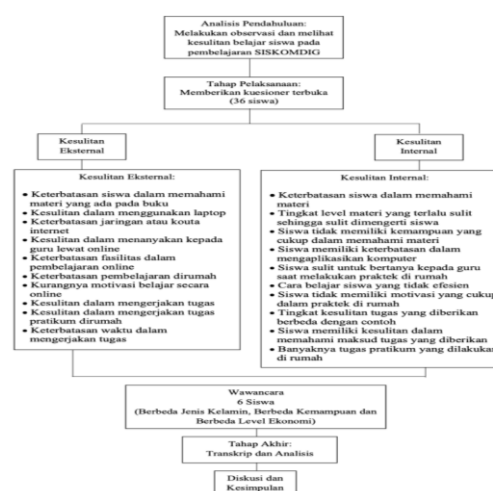 Analisis Pendahuluan:
Melakukan observasi dan melihat
kesulitan belajar siswa pada
pembelajaran SISKOMDIG
Tahap Pelaksanaan:
Memberikan kuesioner terbuka
(36 siswa)
Kesulitan
Eksternal
Kesulitan
Internal
Kesulitan Eksternal:
• Keterbatasan siswa dalam memahami
materi yang ada pada buku
• Kesulitan dalam menggunakan laptop
• Keterbatasan jaringan atau kouta
internet
• Kesulitan dalam menanyakan kepada
guru lewat online
• Keterbatasan fasilitas dalam
pembelajaran online
• Keterbatasan pembelajaran dirumah
• Kurangnya motivasi belajar secara
online
• Kesulitan dalam mengerjakan tugas
• Kesulitan dalam mengerjakan tugas
pratikum dirumah
• Keterbatasan waktu dalam
mengerjakan tugas
Kesulitan Internal:
• Keterbatasan siswa dalam memahami
materi
• Tingkat level materi yang terlalu sulit
sehingga sulit dimengerti siswa
• Siswa tidak memiliki kemampuan yang
cukup dalam memahami materi
• Siswa memiliki keterbatasan dalam
mengaplikasikan komputer
• Siswa sulit untuk bertanya kepada guru
saat melakukan praktek di rumah
• Cara belajar siswa yang tidak efesien
• Siswa tidak memiliki motivasi yang cukup
dalam praktek di rumah
• Tingkat kesulitan tugas yang diberikan
berbeda dengan contoh
• Siswa memiliki kesulitan dalam
memahami maksud tugas yang diberikan
• Banyaknya tugas pratikum yang dilakukan
di rumah
Wawancara
6 Siswa
(Berbeda Jenis Kelamin, Berbeda Kemampuan dan
Berbeda Level Ekonomi)
Tahap Akhir:
Transkrip dan Analisis
Diskusi dan
Kesimpulan